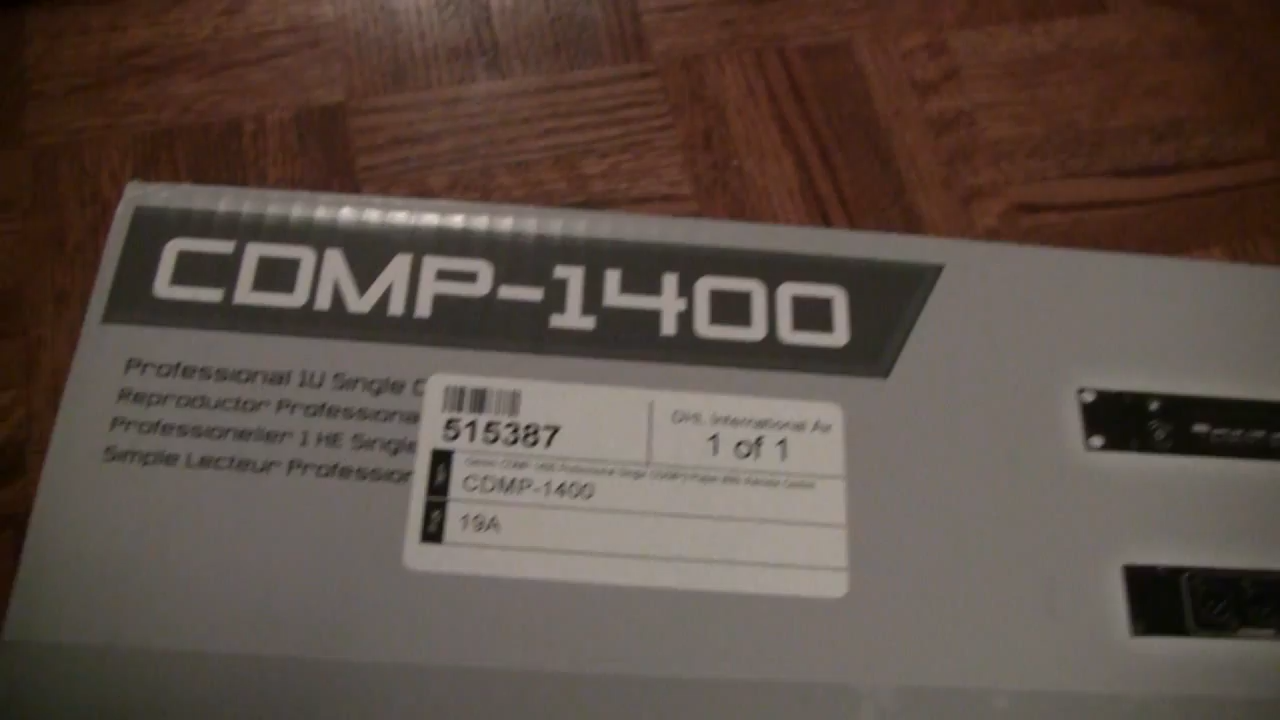 CDMP-1400
Professional 1U Single
Reproductor Professiona
Professioneller 1 HE Single
Simple Lecteur Profession
515387
DHL International Air
1 of 1
CDMP-1400
19A